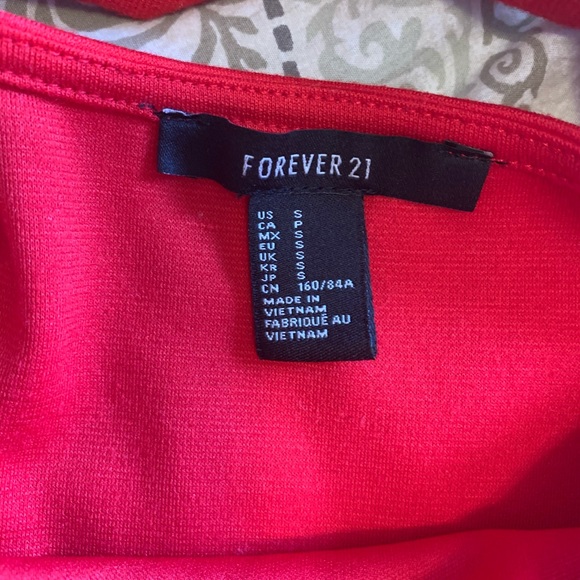 FOREVER 21
US S
CA P
MX S
EU S
UK S
KR S
JP S
CN 160/84A
MADE IN
VIETNAM
FABRIQUÉ AU
VIETNAM